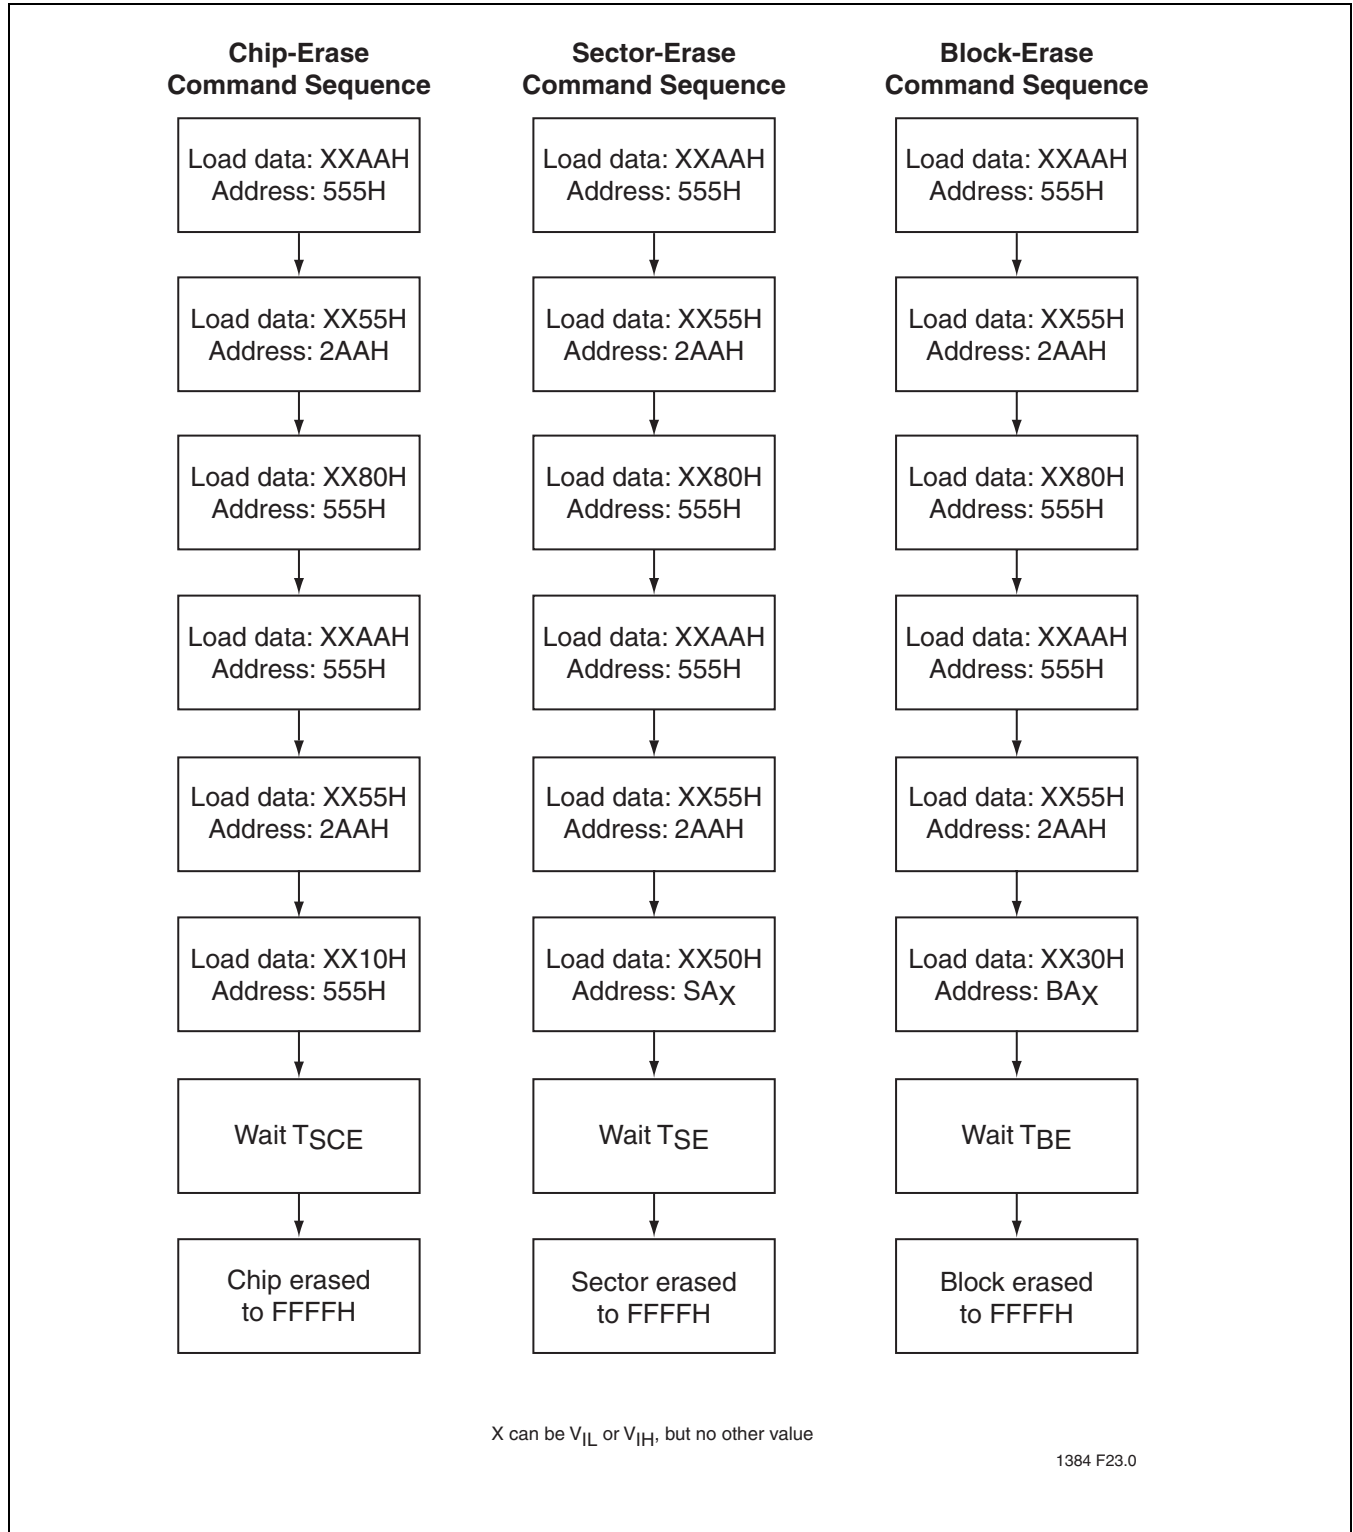 Chip-Erase
Command Sequence
Load data: XXAAH
Address: 555H
Load data: XX55H
Address: 2AAH
Load data: XX80H
Address: 555H
Load data: XXAAH
Address: 555H
Load data: XX55H
Address: 2AAH
Load data: XX10H
Address: 555H
Wait TSCE
Chip erased
to FFFFH
Sector-Erase
Command Sequence
Load data: XXAAH
Address: 555H
Load data: XX55H
Address: 2AAH
Load data: XX80H
Address: 555H
Load data: XXAAH
Address: 555H
Load data: XX55H
Address: 2AAH
Load data: XX50H
Address: SAX
Wait TSE
Sector erased
to FFFFH
Block-Erase
Command Sequence
Load data: XXAAH
Address: 555H
Load data: XX55H
Address: 2AAH
Load data: XX80H
Address: 555H
Load data: XXAAH
Address: 555H
Load data: XX55H
Address: 2AAH
Load data: XX30H
Address: BAX
Wait TBE
Block erased
to FFFFH
X can be VIL or VIH, but no other value
1384 F23.0